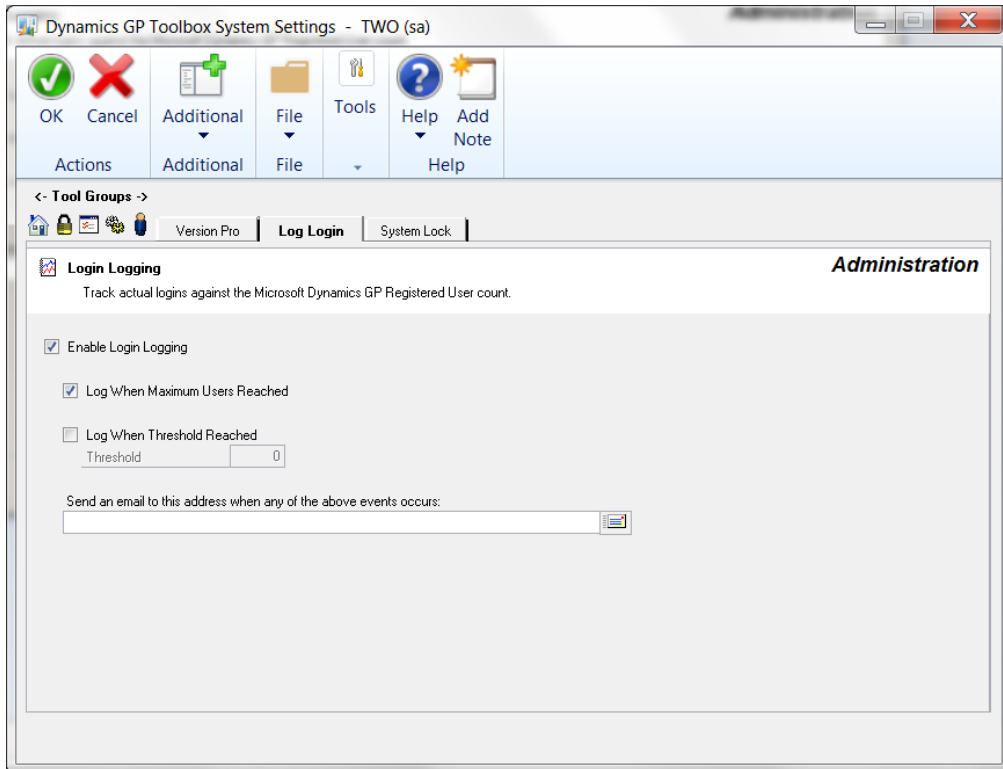 Dynamics GP Toolbox System Settings - TWO (sa)
OK
Cancel
Additional
File
Tools
Help
Add Note
Actions
Additional
File
Help
<- Tool Groups ->
Version Pro
Log Login
System Lock
Login Logging
Administration
Track actual logins against the Microsoft Dynamics GP Registered User count.
Enable Login Logging
Log When Maximum Users Reached
Log When Threshold Reached
Threshold 0
Send an email to this address when any of the above events occurs: